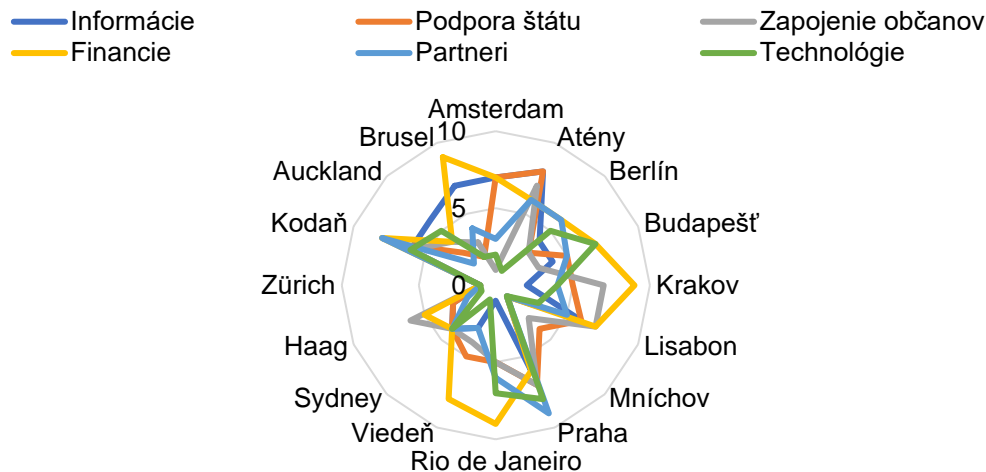 Informácie Podpora štátu Zapojenie občanov
Financie Partneri Technológie
Amsterdam
Brusel 10 Atény
Auckland Berlín
Kodaň 5 Budapešť
Zürich 0 Krakov
Haag Lisabon
Sydney Mníchov
Viedeň Praha
Rio de Janeiro